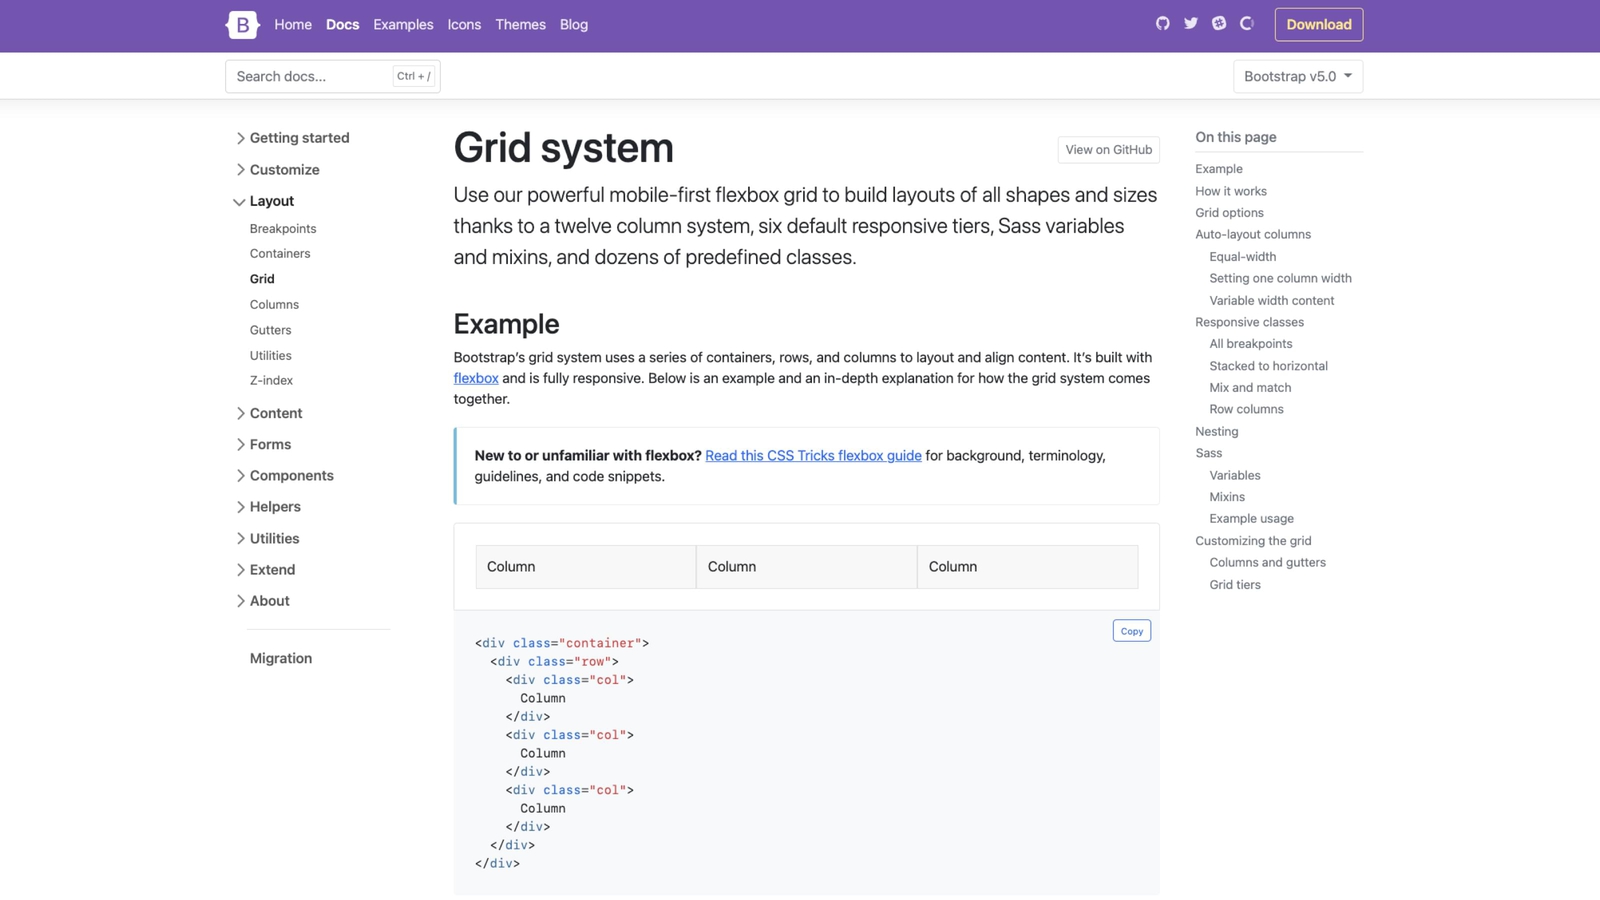 B
Home Docs Examples Icons Themes Blog
Download
Search docs... Ctrl + /
Bootstrap v5.0
Getting started
Customize
Layout
Breakpoints
Containers
Grid
Columns
Gutters
Utilities
Z-index
Content
Forms
Components
Helpers
Utilities
Extend
About
Migration
Grid system
View on GitHub
Use our powerful mobile-first flexbox grid to build layouts of all shapes and sizes
thanks to a twelve column system, six default responsive tiers, Sass variables
and mixins, and dozens of predefined classes.
Example
Bootstrap’s grid system uses a series of containers, rows, and columns to layout and align content. It’s built with
flexbox and is fully responsive. Below is an example and an in-depth explanation for how the grid system comes
together.
New to or unfamiliar with flexbox? Read this CSS Tricks flexbox guide for background, terminology,
guidelines, and code snippets.
Column Column Column
Copy
<div class="container">
  <div class="row">
    <div class="col">
      Column
    </div>
    <div class="col">
      Column
    </div>
    <div class="col">
      Column
    </div>
  </div>
</div>
On this page
Example
How it works
Grid options
Auto-layout columns
Equal-width
Setting one column width
Variable width content
Responsive classes
All breakpoints
Stacked to horizontal
Mix and match
Row columns
Nesting
Sass
Variables
Mixins
Example usage
Customizing the grid
Columns and gutters
Grid tiers